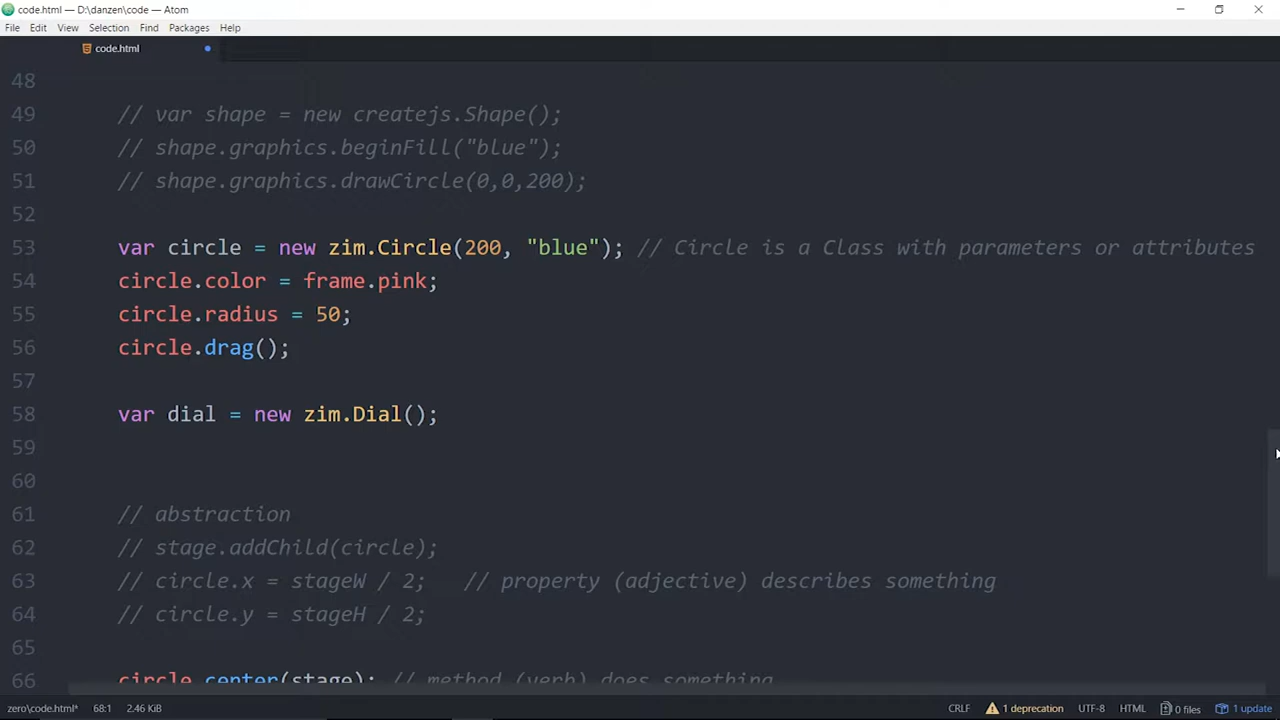 code.html — D:\danzen\code — Atom
File Edit View Selection Find Packages Help
code.html
48
49 // var shape = new createjs.Shape();
50 // shape.graphics.beginFill("blue");
51 // shape.graphics.drawCircle(0,0,200);
52
53 var circle = new zim.Circle(200, "blue"); // Circle is a Class with parameters or attributes
54 circle.color = frame.pink;
55 circle.radius = 50;
56 circle.drag();
57
58 var dial = new zim.Dial();
59
60
61 // abstraction
62 // stage.addChild(circle);
63 // circle.x = stageW / 2; // property (adjective) describes something
64 // circle.y = stageH / 2;
65
66 circle.center(stage); // method (verb) does something
zero\code.html* 68:1 2.46 KiB CRLF 1 deprecation UTF-8 HTML 0 files 1 update